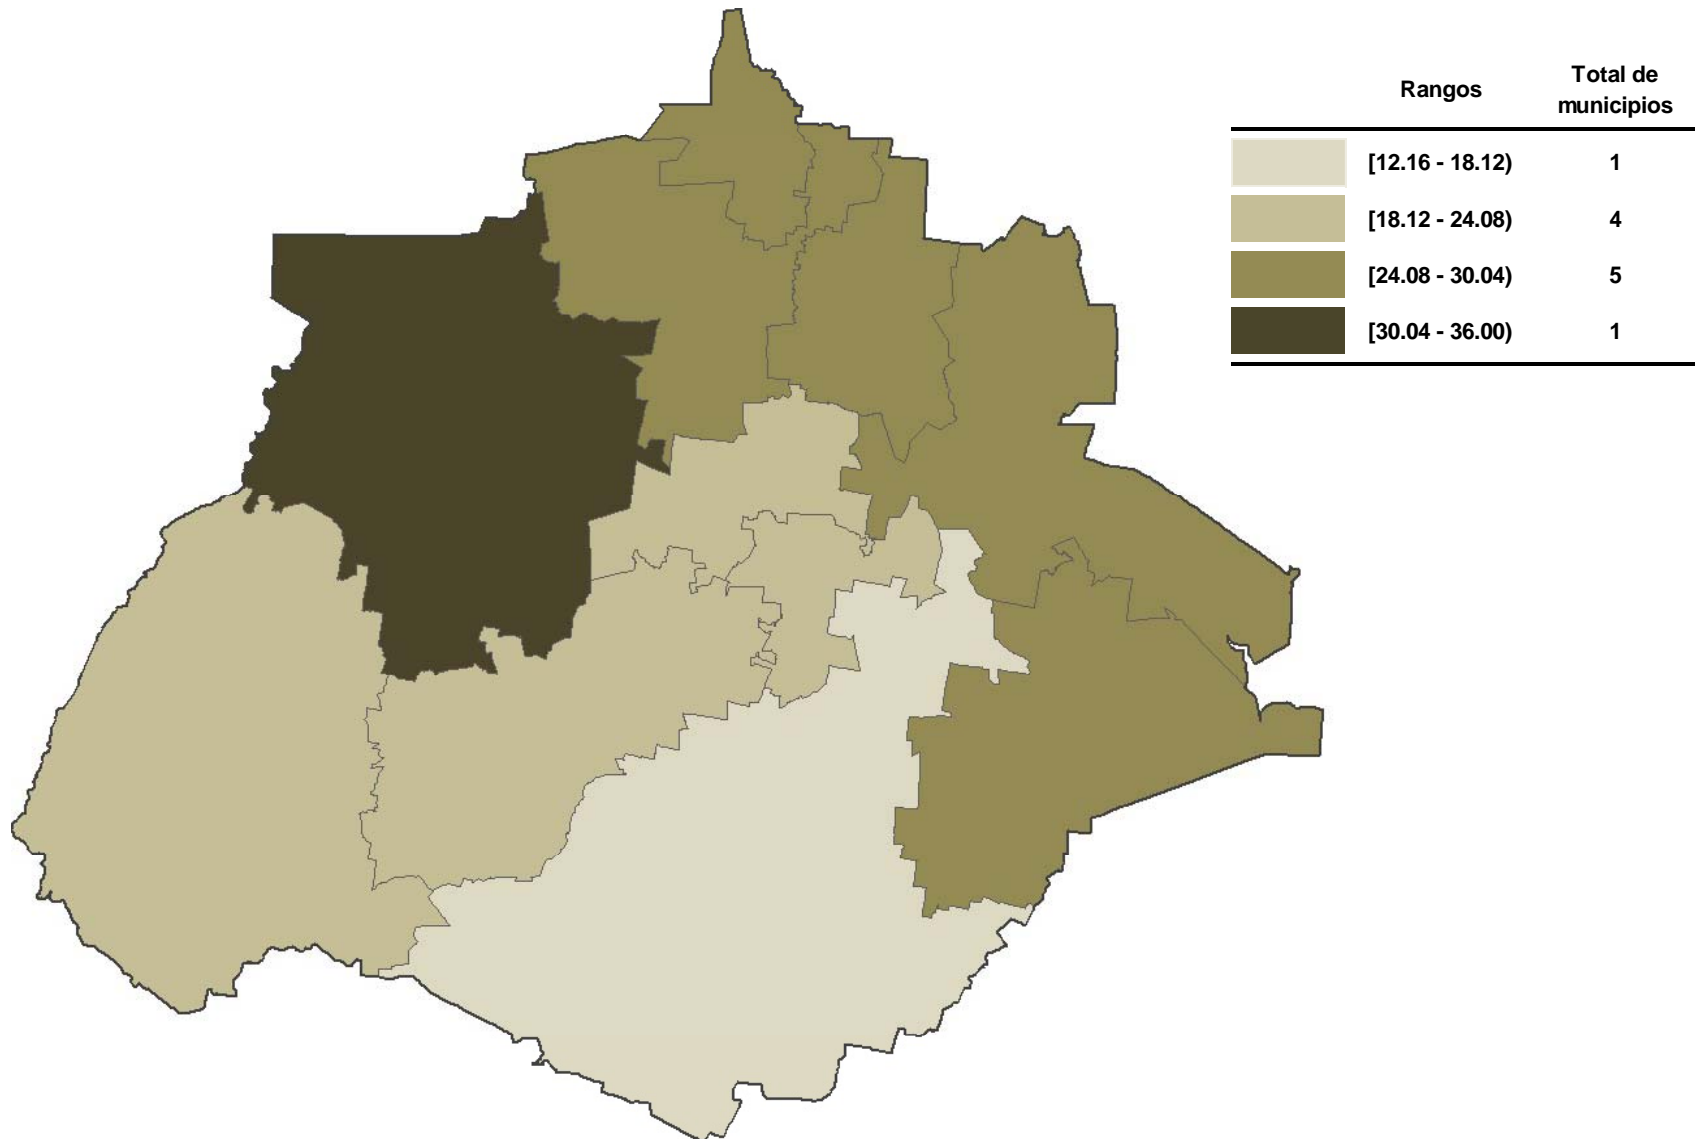 Rangos
Total de
municipios
[12.16 - 18.12) 1
[18.12 - 24.08) 4
[24.08 - 30.04) 5
[30.04 - 36.00) 1